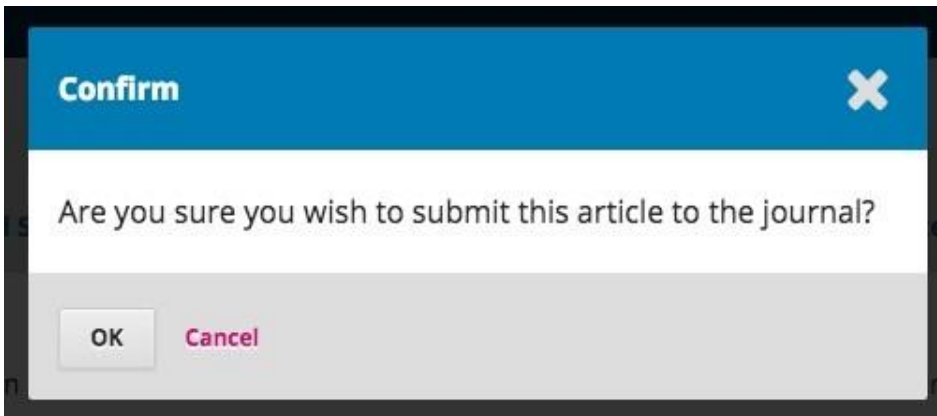 Confirm
Are you sure you wish to submit this article to the journal?
OK Cancel